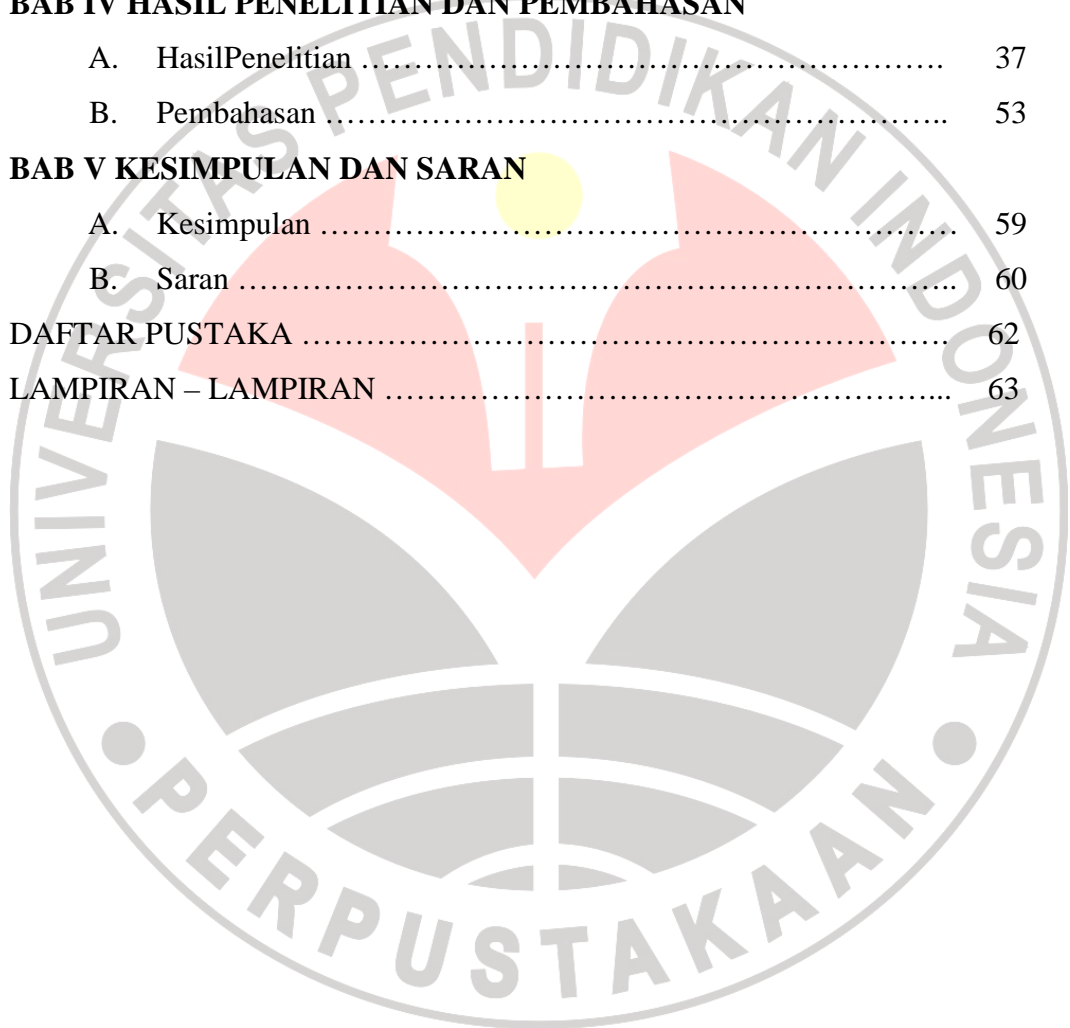 BAB IV HASIL PENELITIAN DAN PEMBAHASAN
A. HasilPenelitian ………………………………………………. 37
B. Pembahasan ………………………………………………….. 53
BAB V KESIMPULAN DAN SARAN
A. Kesimpulan …………………………………………………… 59
B. Saran ………………………………………………………….. 60
DAFTAR PUSTAKA ……………………………………………………. 62
LAMPIRAN – LAMPIRAN ……………………………………………... 63
UNIVERSITAS PENDIDIKAN INDONESIA
PERPUSTAKAAN